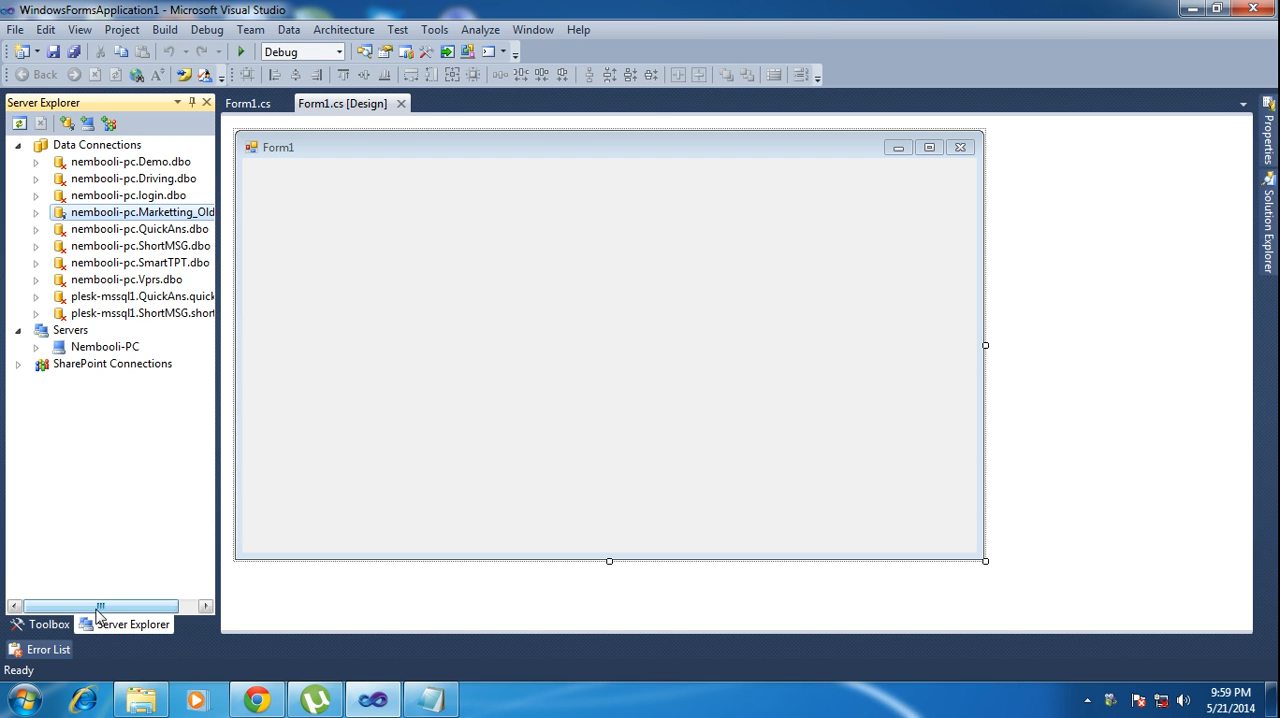 WindowsFormsApplication1 - Microsoft Visual Studio
File Edit View Project Build Debug Team Data Architecture Test Tools Analyze Window Help
Debug
Back
Server Explorer
Form1.cs
Form1.cs [Design]
Data Connections
nembooli-pc.Demo.dbo
nembooli-pc.Driving.dbo
nembooli-pc.login.dbo
nembooli-pc.Marketting_Old
nembooli-pc.QuickAns.dbo
nembooli-pc.ShortMSG.dbo
nembooli-pc.SmartTPT.dbo
nembooli-pc.Vprs.dbo
plesk-mssql1.QuickAns.quick
plesk-mssql1.ShortMSG.short
Servers
Nembooli-PC
SharePoint Connections
Form1
Properties
Solution Explorer
Toolbox
Server Explorer
Error List
Ready
9:59 PM
5/21/2014